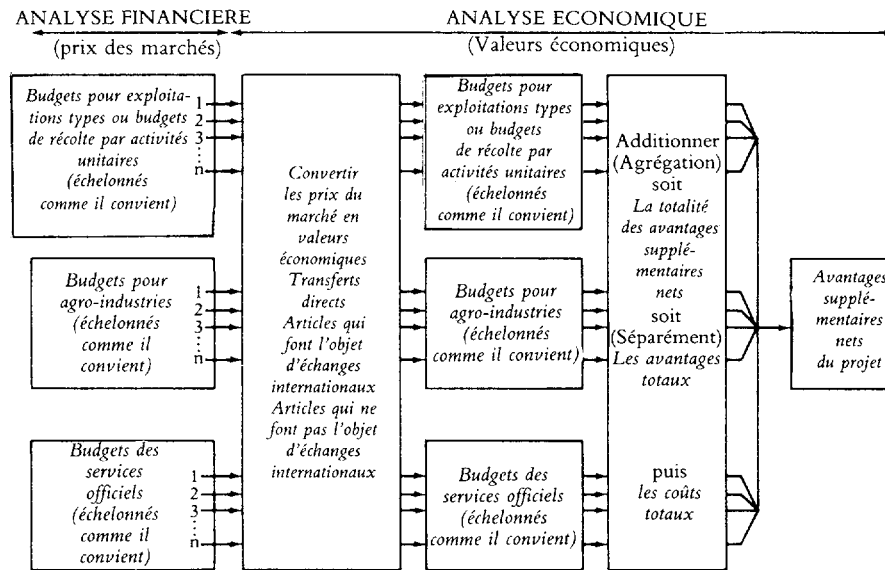 ANALYSE FINANCIERE
(prix des marchés)
ANALYSE ECONOMIQUE
(Valeurs économiques)
Budgets pour exploita-
tions types ou budgets
de récolte par activités
unitaires
(échelonnés
comme il convient)
1
2
3
n
Budgets pour
agro-industries
(échelonnés
comme il
convient)
1
2
3
n
Budgets des
services
officiels
(échelonnés
comme il
convient)
1
2
3
n
Convertir
les prix du
marché en
valeurs
économiques
Transferts
directs
Articles qui
font l'objet
d'échanges
internationaux
Articles qui ne
font pas l'objet
d'échanges
internationaux
Budgets pour
exploitations types
ou budgets
de récolte par
activités unitaires
(échelonnés
comme il convient)
Budgets pour
agro-industries
(échelonnés
comme il convient)
Budgets des
services officiels
(échelonnés
comme il convient)
Additionner
(Agrégation)
soit
La totalité
des avantages
supplé-
mentaires
nets
soit
(Séparément)
Les avantages
totaux
puis
les coûts
totaux
Avantages
supplé-
mentaires
nets
du projet